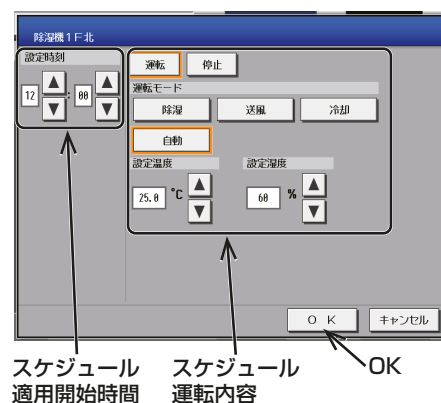 除湿機1F北
設定時刻
12 : 00
運転 停止
運転モード
除湿 送風 冷却
自動
設定温度 設定湿度
25.0 °C 60 %
OK キャンセル
スケジュール
適用開始時間
スケジュール
運転内容
OK